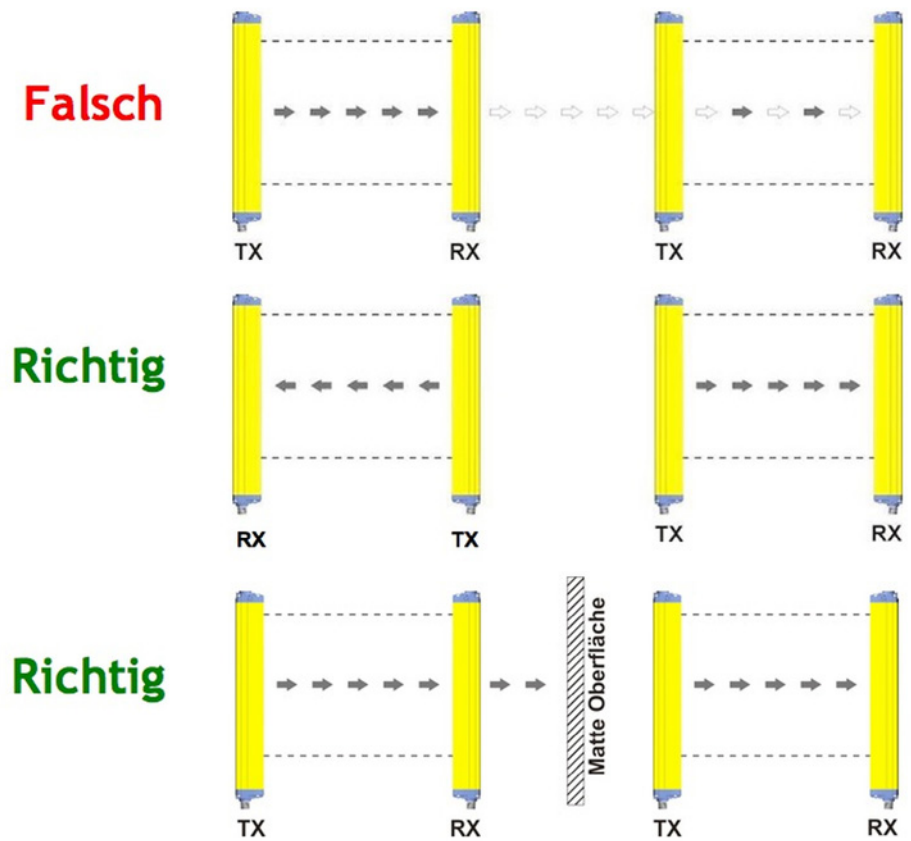 Falsch
TX RX TX RX
Richtig
RX TX TX RX
Richtig
Matte Oberfläche
TX RX TX RX